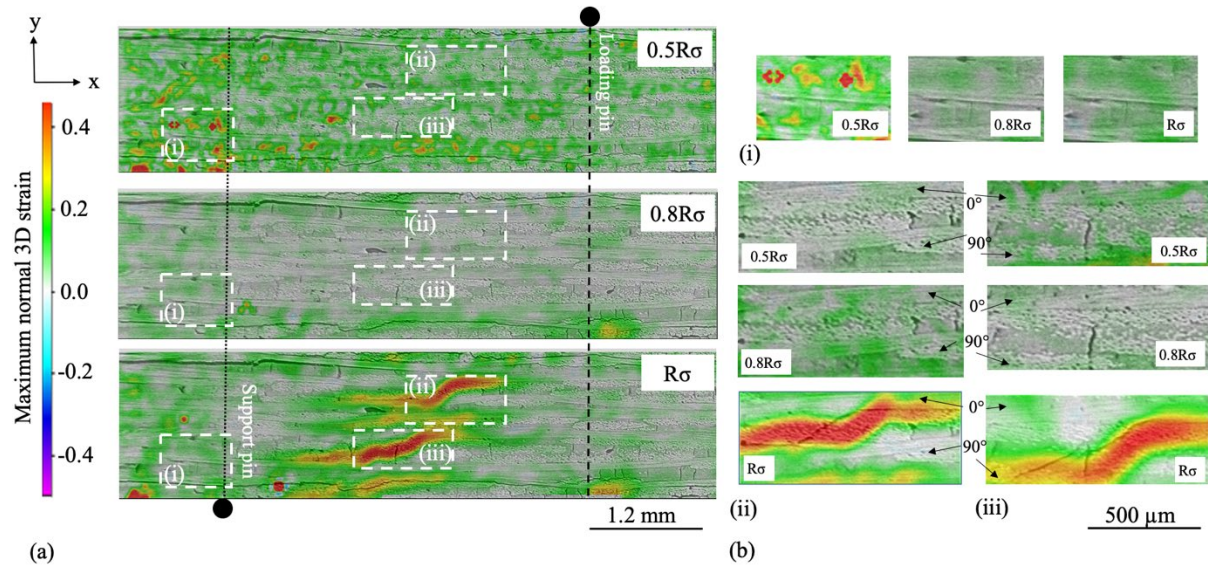 y
x
Maximum normal 3D strain
0.4
0.2
0.0
-0.2
-0.4
0.5Rσ
(ii)
(iii)
(i)
Loading pin
0.8Rσ
(ii)
(iii)
(i)
Rσ
(ii)
(iii)
(i)
Support pin
1.2 mm
(a)
0.5Rσ
0.8Rσ
Rσ
(i)
0.5Rσ
0°
90°
0.5Rσ
0.8Rσ
0°
90°
0.8Rσ
Rσ
0°
90°
Rσ
(ii)
(iii)
500 µm
(b)